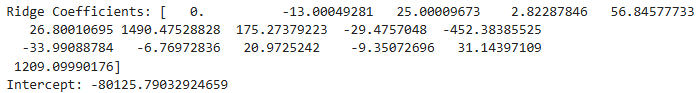 Ridge Coefficients: [ 0. -13.00049281 25.00009673 2.82287846 56.84577733
26.80010695 1490.47528828 175.27379223 -29.4757048 -452.38385525
-33.99088784 -6.76972836 20.9725242 -9.35072696 31.14397109
1209.09990176]
Intercept: -80125.79032924659